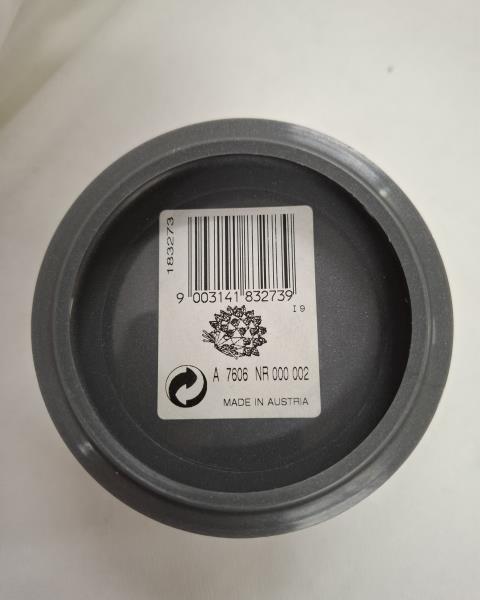 183273
9 003141 832739
I 9
A 7606 NR 000 002
MADE IN AUSTRIA